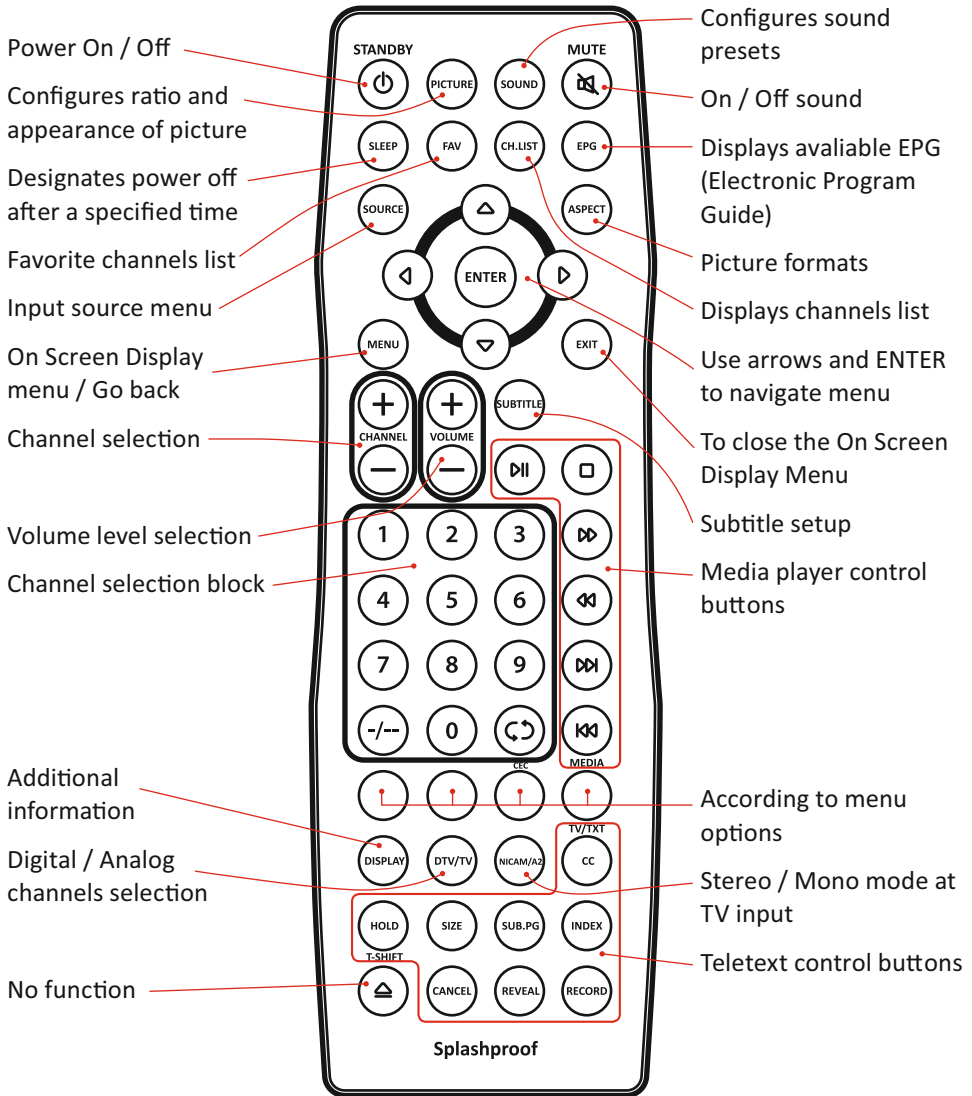 Power On / Off
Configures ratio and
appearance of picture
Designates power off
after a specified time
Favorite channels list
Input source menu
On Screen Display
menu / Go back
Channel selection
Volume level selection
Channel selection block
Additional
information
Digital / Analog
channels selection
No function
STANDBY
MUTE
PICTURE
SOUND
SLEEP
FAV
CH.LIST
EPG
SOURCE
ASPECT
ENTER
MENU
EXIT
+
+
SUBTITLE
CHANNEL
VOLUME
—
—
1
2
3
4
5
6
7
8
9
-/--
0
CEC
MEDIA
TV/TXT
DISPLAY
DTV/TV
NICAM/A2
CC
HOLD
SIZE
SUB.PG
INDEX
T-SHIFT
CANCEL
REVEAL
RECORD
Splashproof
Configures sound
presets
On / Off sound
Displays avaliable EPG
(Electronic Program
Guide)
Picture formats
Displays channels list
Use arrows and ENTER
to navigate menu
To close the On Screen
Display Menu
Subtitle setup
Media player control
buttons
According to menu
options
Stereo / Mono mode at
TV input
Teletext control buttons